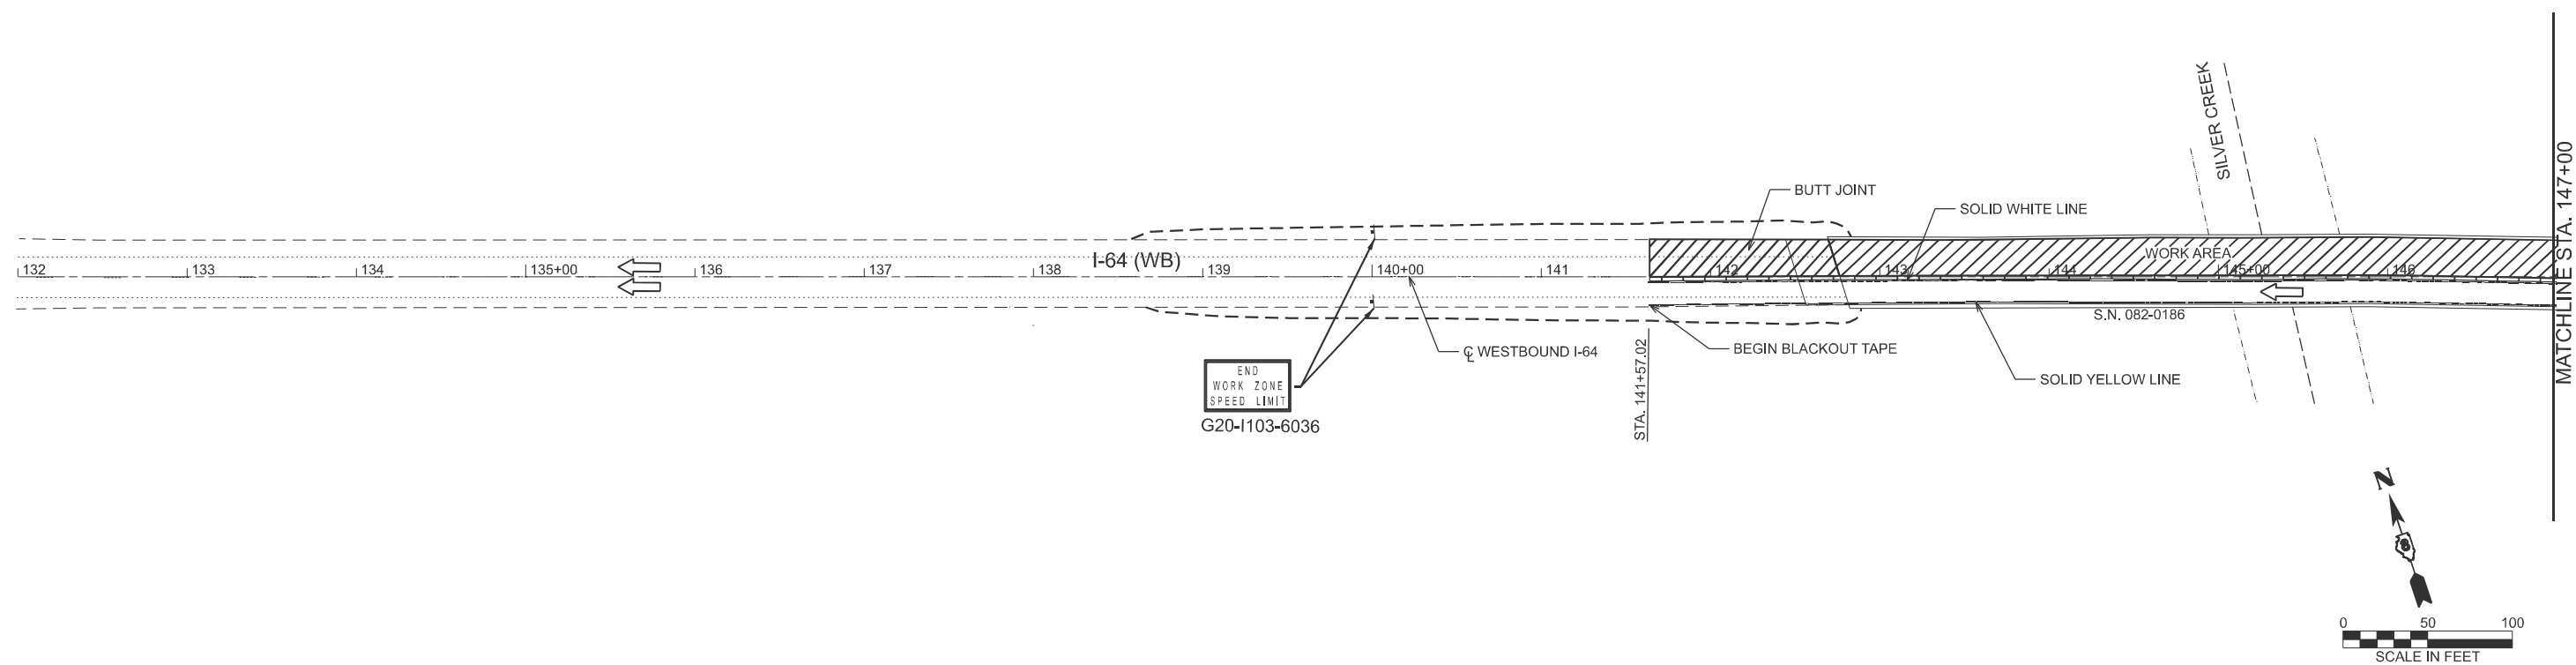 SILVER CREEK
MATCHLINE STA. 147+00
BUTT JOINT
SOLID WHITE LINE
WORK AREA
I-64 (WB)
132 133 134 135+00 136 137 138 139 140+00 141 142 143 144 145+00 146
S.N. 082-0186
℄ WESTBOUND I-64
BEGIN BLACKOUT TAPE
SOLID YELLOW LINE
STA. 141+57.02
END
WORK ZONE
SPEED LIMIT
G20-I103-6036
N
8
0 50 100
SCALE IN FEET